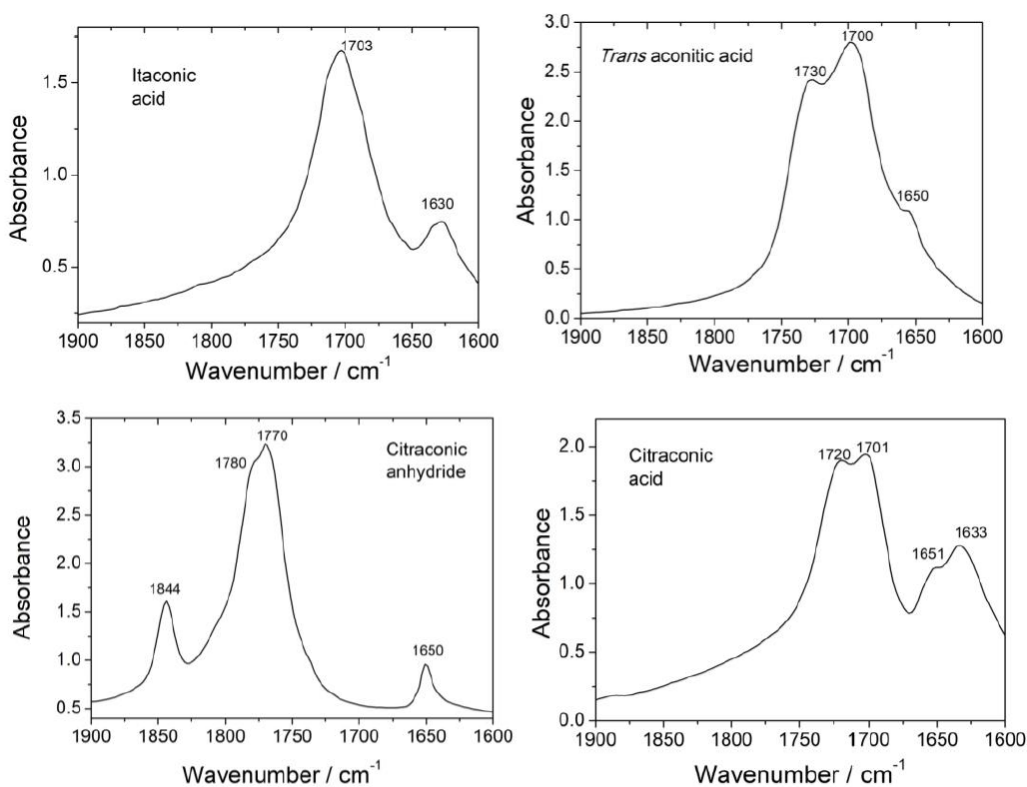 Itaconic
acid
1703
1630
Absorbance
1.5
1.0
0.5
1900 1850 1800 1750 1700 1650 1600
Wavenumber / cm⁻¹
Trans aconitic acid
1730
1700
1650
Absorbance
3.0
2.5
2.0
1.5
1.0
0.5
0.0
1900 1850 1800 1750 1700 1650 1600
Wavenumber / cm⁻¹
Citraconic
anhydride
1844
1780
1770
1650
Absorbance
3.5
3.0
2.5
2.0
1.5
1.0
0.5
1900 1850 1800 1750 1700 1650 1600
Wavenumber / cm⁻¹
Citraconic
acid
1720 1701
1651 1633
Absorbance
2.0
1.5
1.0
0.5
0.0
1900 1850 1800 1750 1700 1650 1600
Wavenumber / cm⁻¹